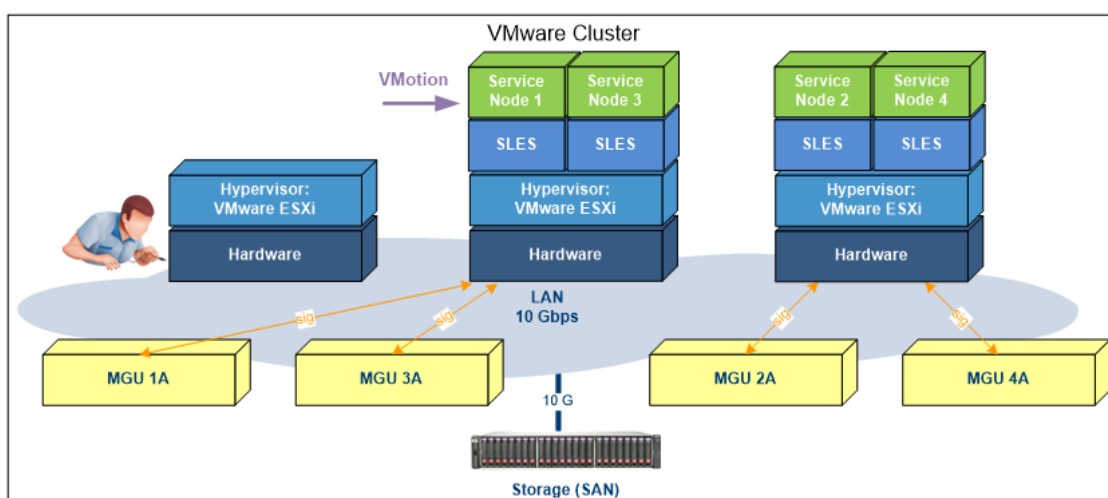 VMware Cluster
VMotion
Service
Node 1
Service
Node 3
Service
Node 2
Service
Node 4
SLES
SLES
SLES
SLES
Hypervisor:
VMware ESXi
Hypervisor:
VMware ESXi
Hypervisor:
VMware ESXi
Hardware
Hardware
Hardware
LAN
10 Gbps
sig
sig
sig
sig
MGU 1A
MGU 3A
MGU 2A
MGU 4A
10 G
Storage (SAN)